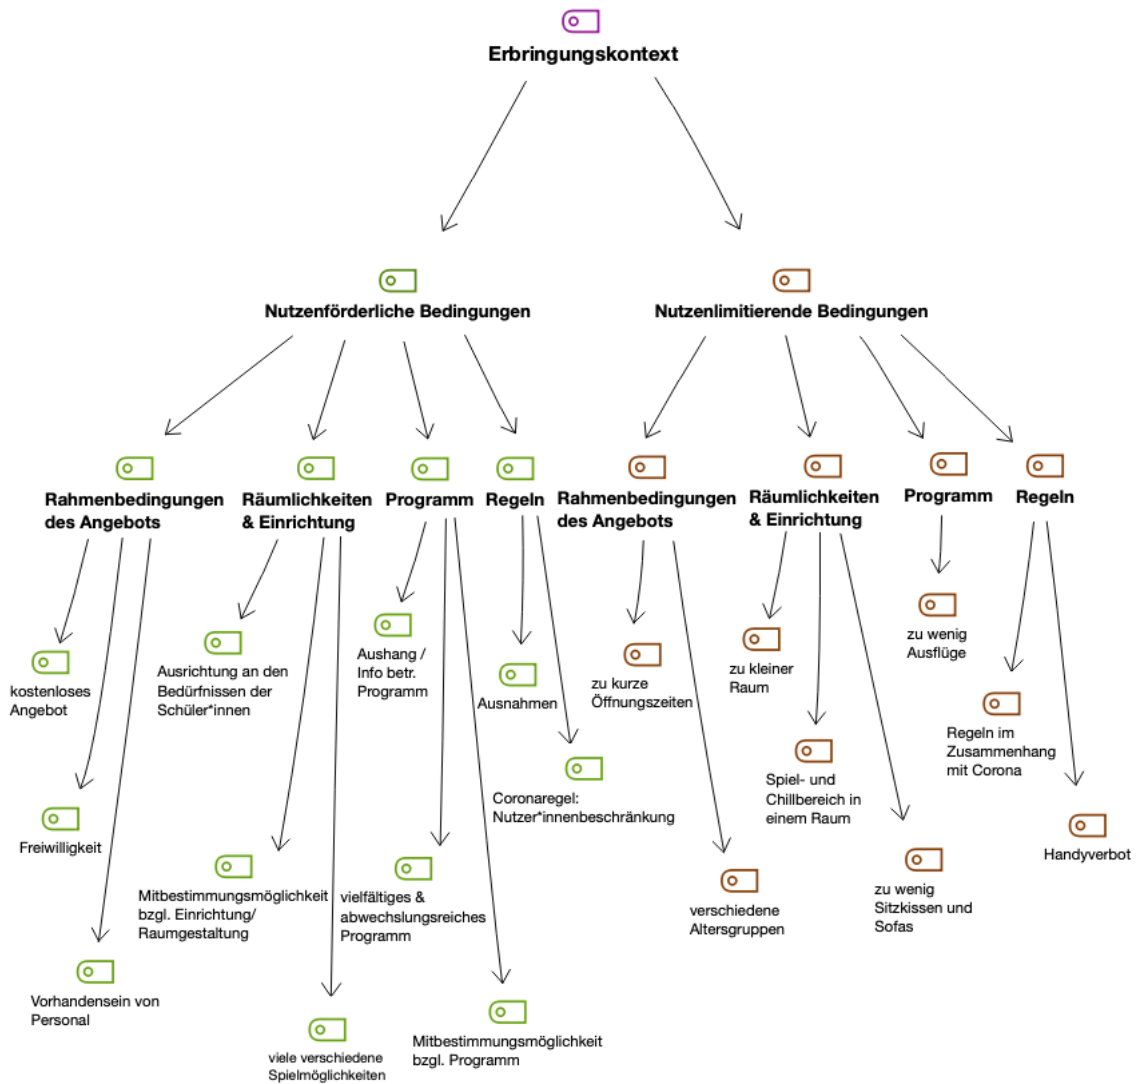 Erbringungskontext
Nutzenförderliche Bedingungen
Nutzenlimitierende Bedingungen
Rahmenbedingungen
des Angebots
Räumlichkeiten
& Einrichtung
Programm
Regeln
Rahmenbedingungen
des Angebots
Räumlichkeiten
& Einrichtung
Programm
Regeln
kostenloses
Angebot
Freiwilligkeit
Vorhandensein von
Personal
Ausrichtung an den
Bedürfnissen der
Schüler*innen
Mitbestimmungsmöglichkeit
bzgl. Einrichtung/
Raumgestaltung
viele verschiedene
Spielmöglichkeiten
Aushang /
Info betr.
Programm
vielfältiges &
abwechslungsreiches
Programm
Mitbestimmungsmöglichkeit
bzgl. Programm
Ausnahmen
Coronaregel:
Nutzer*innenbeschränkung
zu kurze
Öffnungszeiten
verschiedene
Altersgruppen
zu kleiner
Raum
Spiel- und
Chillbereich in
einem Raum
zu wenig
Sitzkissen und
Sofas
zu wenig
Ausflüge
Regeln im
Zusammenhang
mit Corona
Handyverbot